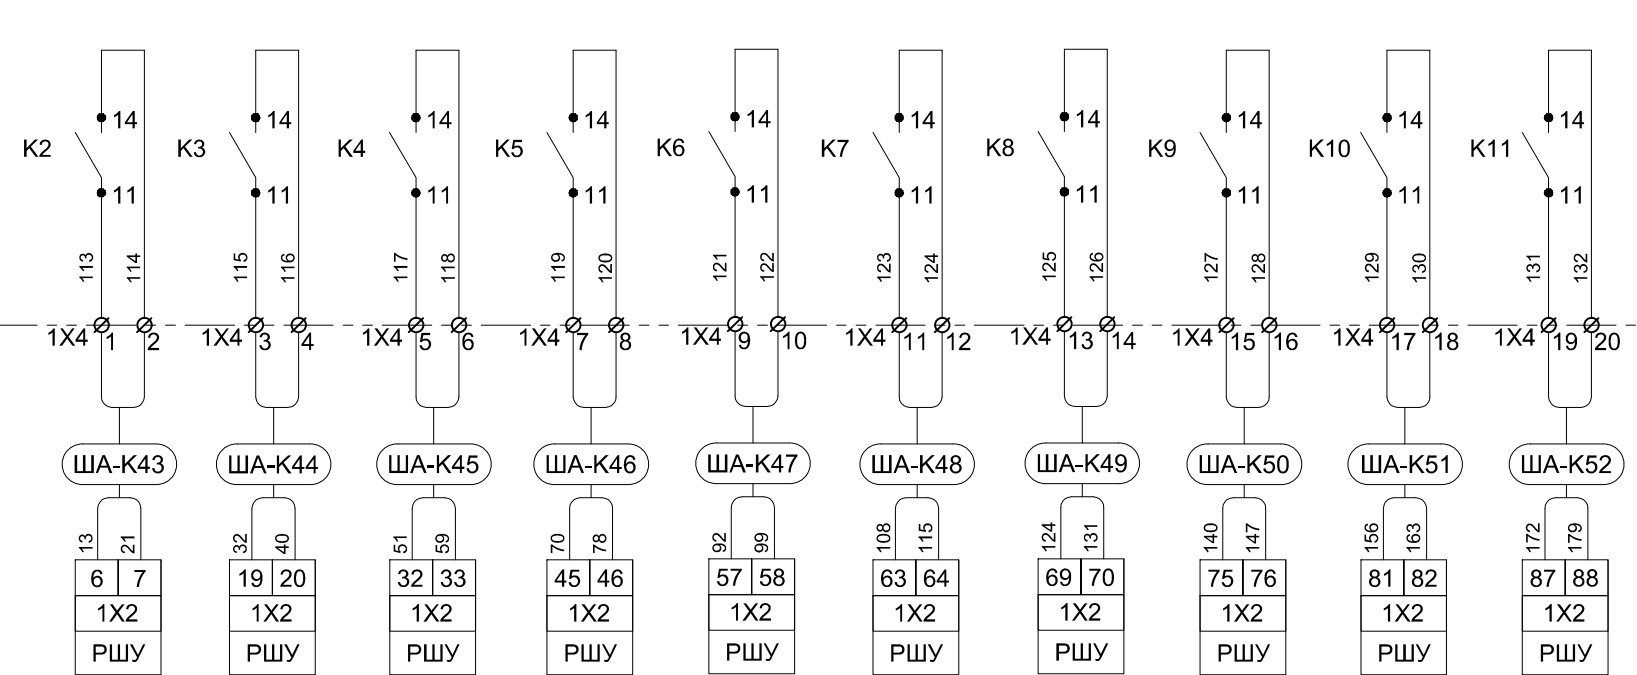 14 14 14 14 14 14 14 14 14 14
K2 K3 K4 K5 K6 K7 K8 K9 K10 K11
11 11 11 11 11 11 11 11 11 11
113 114 115 116 117 118 119 120 121 122 123 124 125 126 127 128 129 130 131 132
1X4 1 2 1X4 3 4 1X4 5 6 1X4 7 8 1X4 9 10 1X4 11 12 1X4 13 14 1X4 15 16 1X4 17 18 1X4 19 20
ША-К43 ША-К44 ША-К45 ША-К46 ША-К47 ША-К48 ША-К49 ША-К50 ША-К51 ША-К52
13 21 32 40 51 59 70 78 92 99 108 115 124 131 140 147 156 163 172 179
6 7 19 20 32 33 45 46 57 58 63 64 69 70 75 76 81 82 87 88
1X2 1X2 1X2 1X2 1X2 1X2 1X2 1X2 1X2 1X2
РШУ РШУ РШУ РШУ РШУ РШУ РШУ РШУ РШУ РШУ